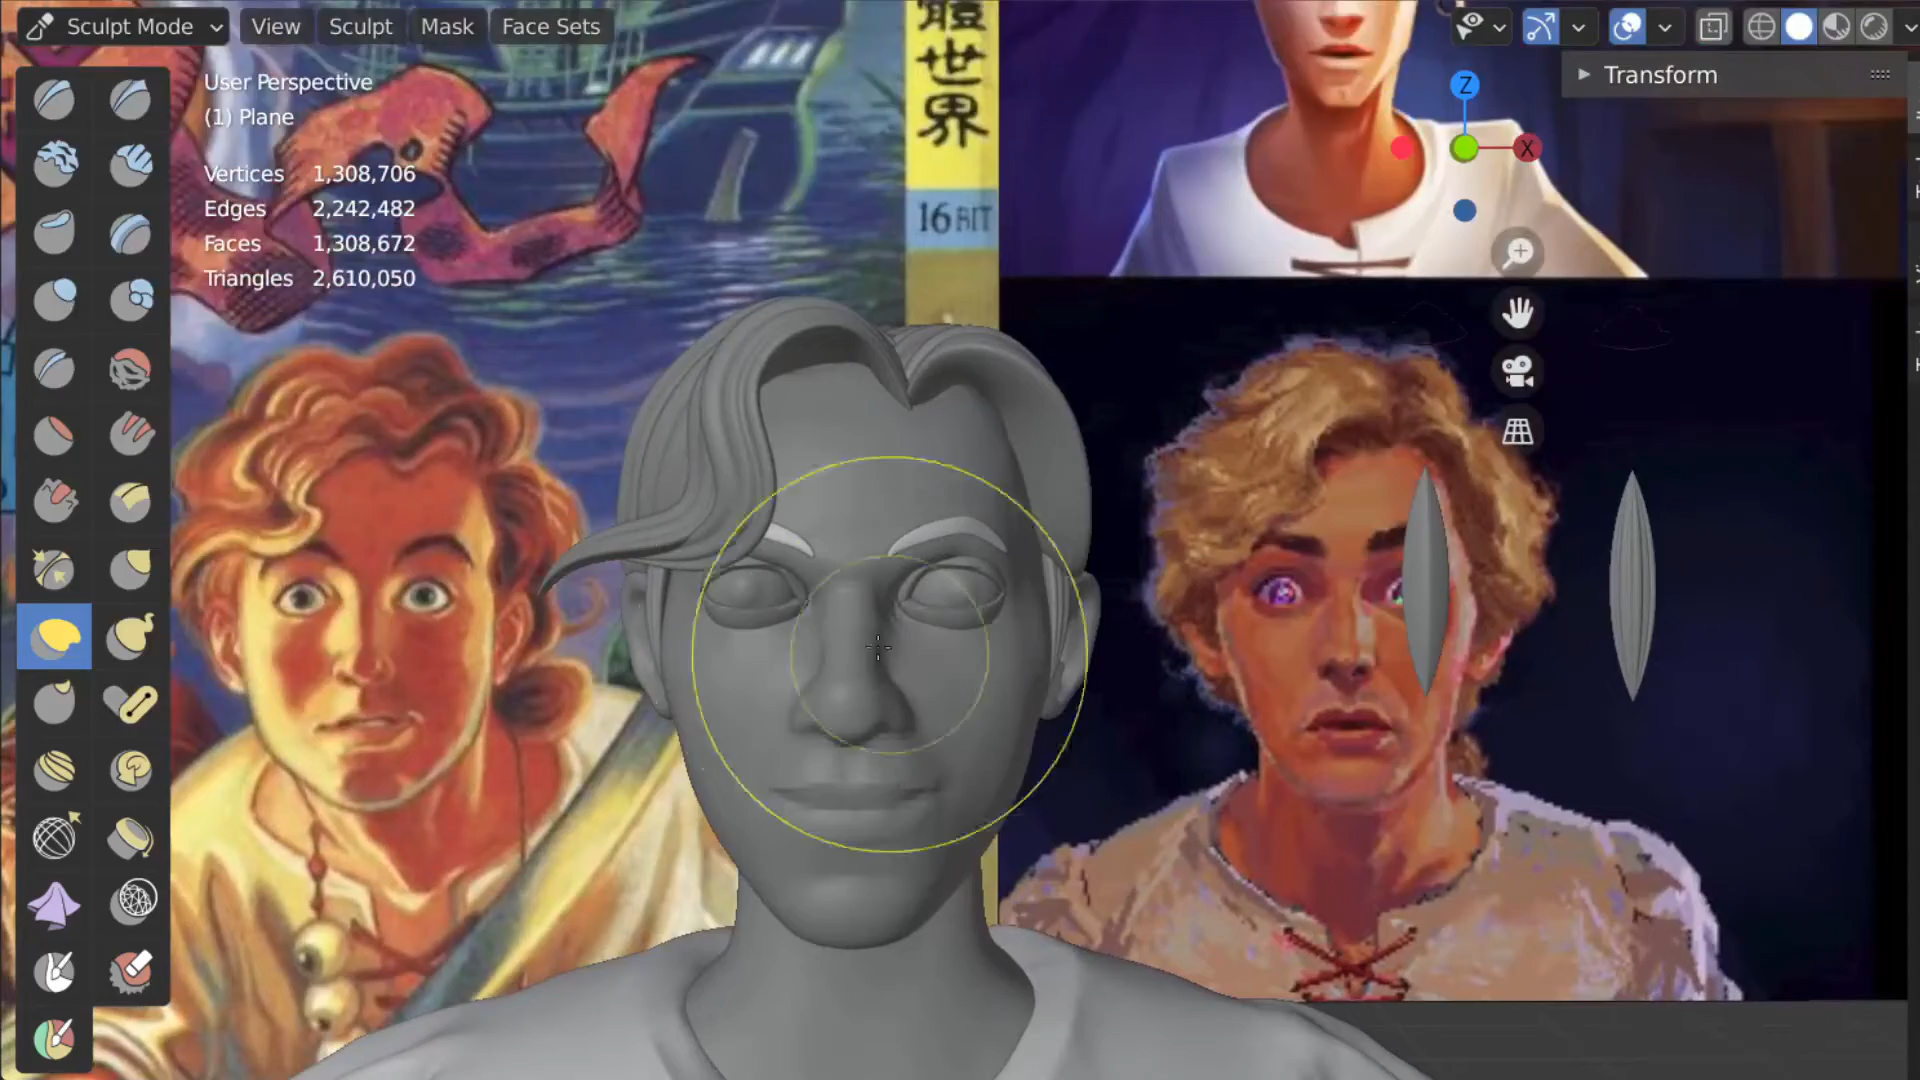 Sculpt Mode View Sculpt Mask Face Sets
User Perspective
(1) Plane
Vertices 1,308,706
Edges 2,242,482
Faces 1,308,672
Triangles 2,610,050
體
世
界
16 BIT
Z
X
Transform